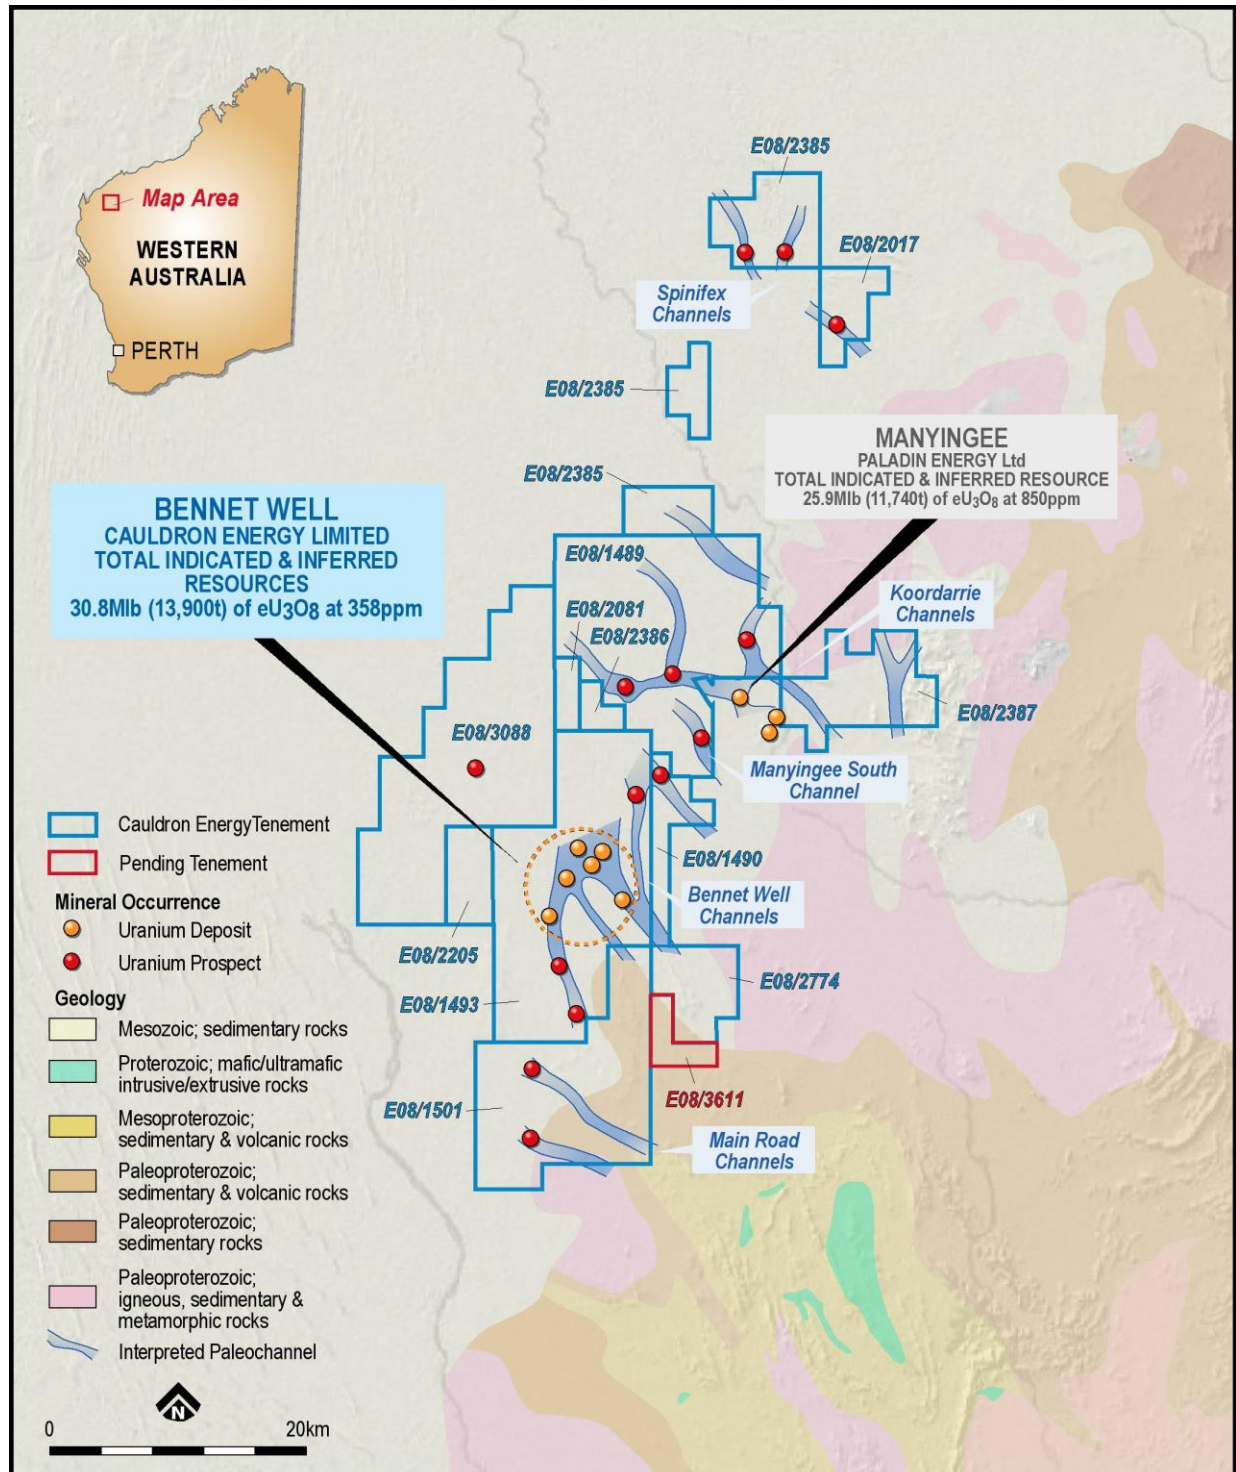 Map Area
WESTERN
AUSTRALIA
PERTH
E08/2385
E08/2017
Spinifex
Channels
E08/2385
MANYINGEE
PALADIN ENERGY Ltd
TOTAL INDICATED & INFERRED RESOURCE
25.9Mlb (11,740t) of eU₃O₈ at 850ppm
E08/2385
BENNET WELL
CAULDRON ENERGY LIMITED
TOTAL INDICATED & INFERRED
RESOURCES
30.8Mlb (13,900t) of eU₃O₈ at 358ppm
E08/1489
E08/2081
E08/2386
Koordarrie
Channels
E08/2387
E08/3088
Manyingee South
Channel
E08/1490
Bennet Well
Channels
E08/2205
E08/1493
E08/2774
E08/3611
E08/1501
Main Road
Channels
Cauldron EnergyTenement
Pending Tenement
Mineral Occurrence
Uranium Deposit
Uranium Prospect
Geology
Mesozoic; sedimentary rocks
Proterozoic; mafic/ultramafic
intrusive/extrusive rocks
Mesoproterozoic;
sedimentary & volcanic rocks
Paleoproterozoic;
sedimentary & volcanic rocks
Paleoproterozoic;
sedimentary rocks
Paleoproterozoic;
igneous, sedimentary &
metamorphic rocks
Interpreted Paleochannel
N
0 20km